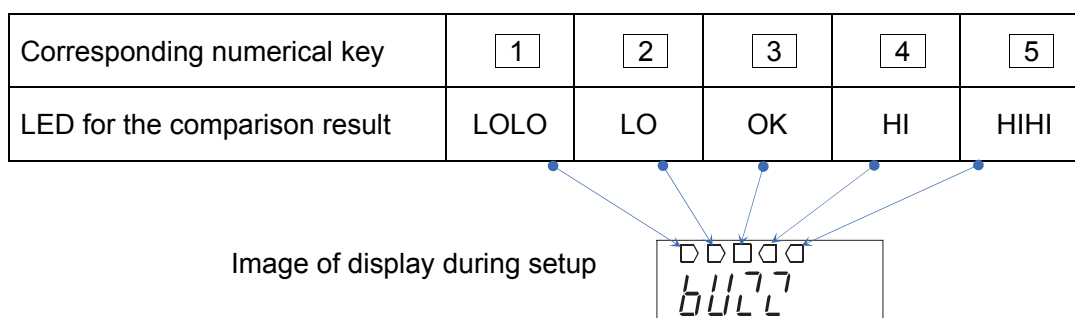 Corresponding numerical key 1 2 3 4 5
LED for the comparison result LOLO LO OK HI HIHI
Image of display during setup
bUZZ